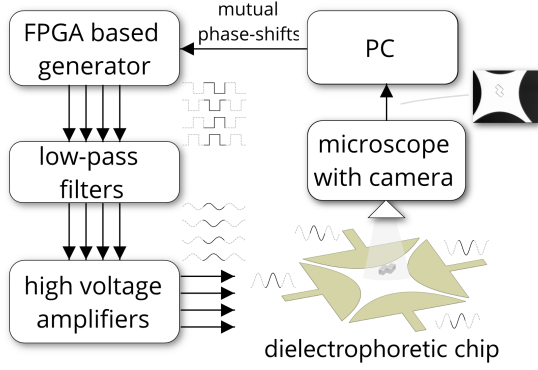 FPGA based
generator
mutual
phase-shifts
PC
low-pass
filters
microscope
with camera
high voltage
amplifiers
dielectrophoretic chip